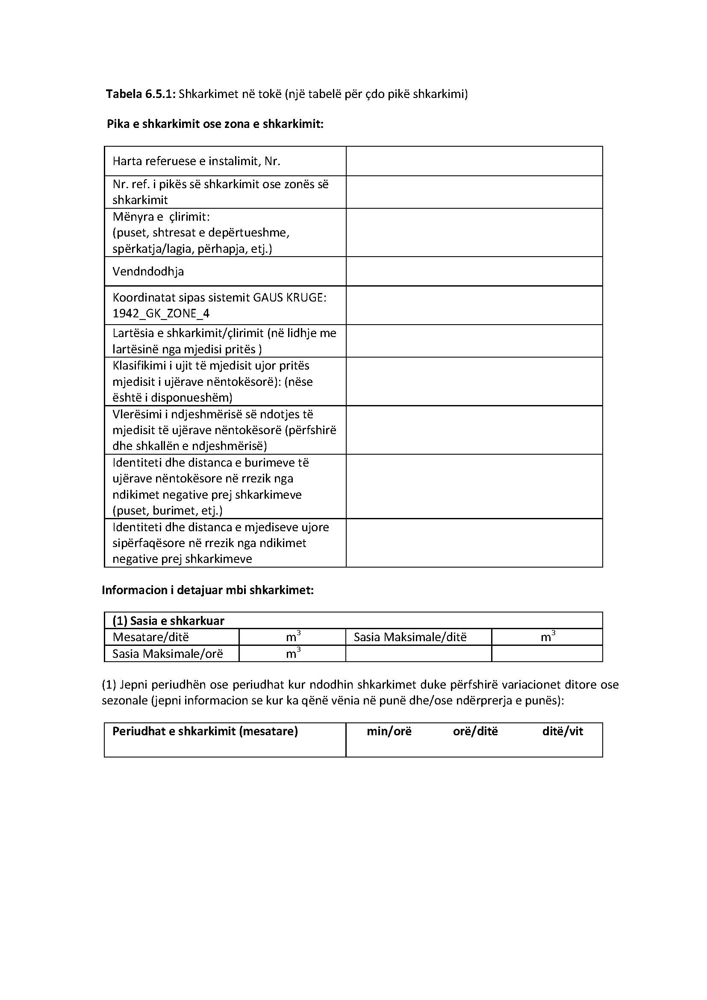 Tabela 6.5.1: Shkarkimet në tokë (një tabelë për çdo pikë shkarkimi)
Pika e shkarkimit ose zona e shkarkimit:
Harta referuese e instalimit, Nr.
Nr. ref. i pikës së shkarkimit ose zonës së
shkarkimit
Mënyra e  çlirimit:
(puset, shtresat e depërtueshme,
spërkatja/lagia, përhapja, etj.)
Vendndodhja
Koordinatat sipas sistemit GAUS KRUGE:
1942_GK_ZONE_4
Lartësia e shkarkimit/çlirimit (në lidhje me
lartësinë nga mjedisi pritës )
Klasifikimi i ujit të mjedisit ujor pritës
mjedisit i ujërave nëntokësorë): (nëse
është i disponueshëm)
Vlerësimi i ndjeshmërisë së ndotjes të
mjedisit të ujërave nëntokësorë (përfshirë
dhe shkallën e ndjeshmërisë)
Identiteti dhe distanca e burimeve të
ujërave nëntokësore në rrezik nga
ndikimet negative prej shkarkimeve
(puset, burimet, etj.)
Identiteti dhe distanca e mjediseve ujore
sipërfaqësore në rrezik nga ndikimet
negative prej shkarkimeve
Informacion i detajuar mbi shkarkimet:
(1) Sasia e shkarkuar
Mesatare/ditë m³ Sasia Maksimale/ditë m³
Sasia Maksimale/orë m³
(1) Jepni periudhën ose periudhat kur ndodhin shkarkimet duke përfshirë variacionet ditore ose
sezonale (jepni informacion se kur ka qënë vënia në punë dhe/ose ndërprerja e punës):
Periudhat e shkarkimit (mesatare) min/orë orë/ditë ditë/vit